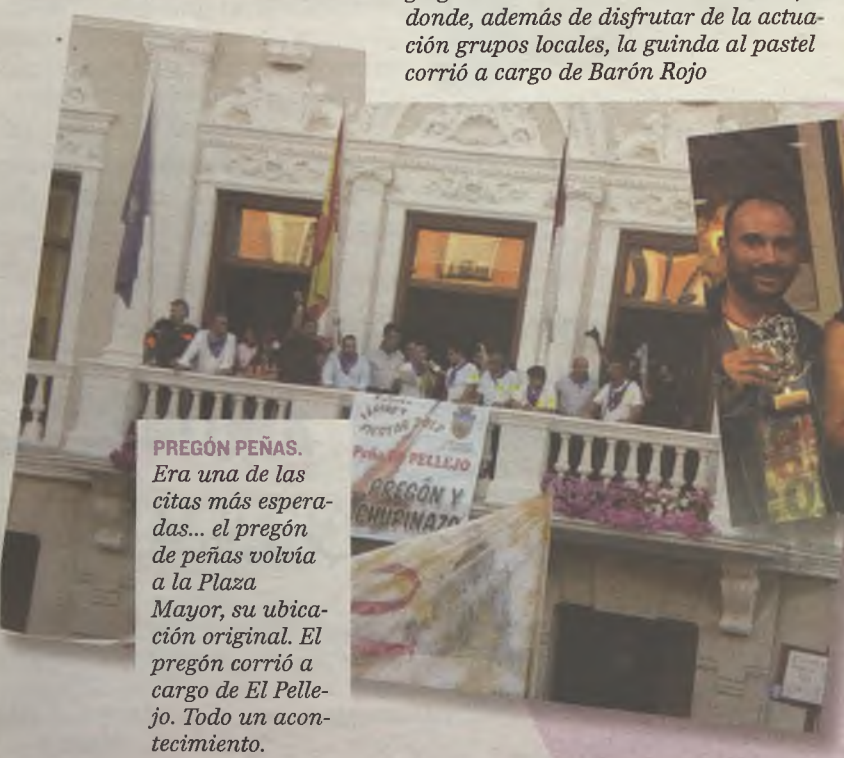 donde, además de disfrutar de la actua-
ción grupos locales, la guinda al pastel
corrió a cargo de Barón Rojo
PREGÓN PEÑAS.
Era una de las
citas más espera-
das... el pregón
de peñas volvía
a la Plaza
Mayor, su ubica-
ción original. El
pregón corrió a
cargo de El Pelle-
jo. Todo un acon-
tecimiento.
FERIAS Y
FIESTAS 2017
Peña EL PELLEJO
PREGÓN Y
CHUPINAZO